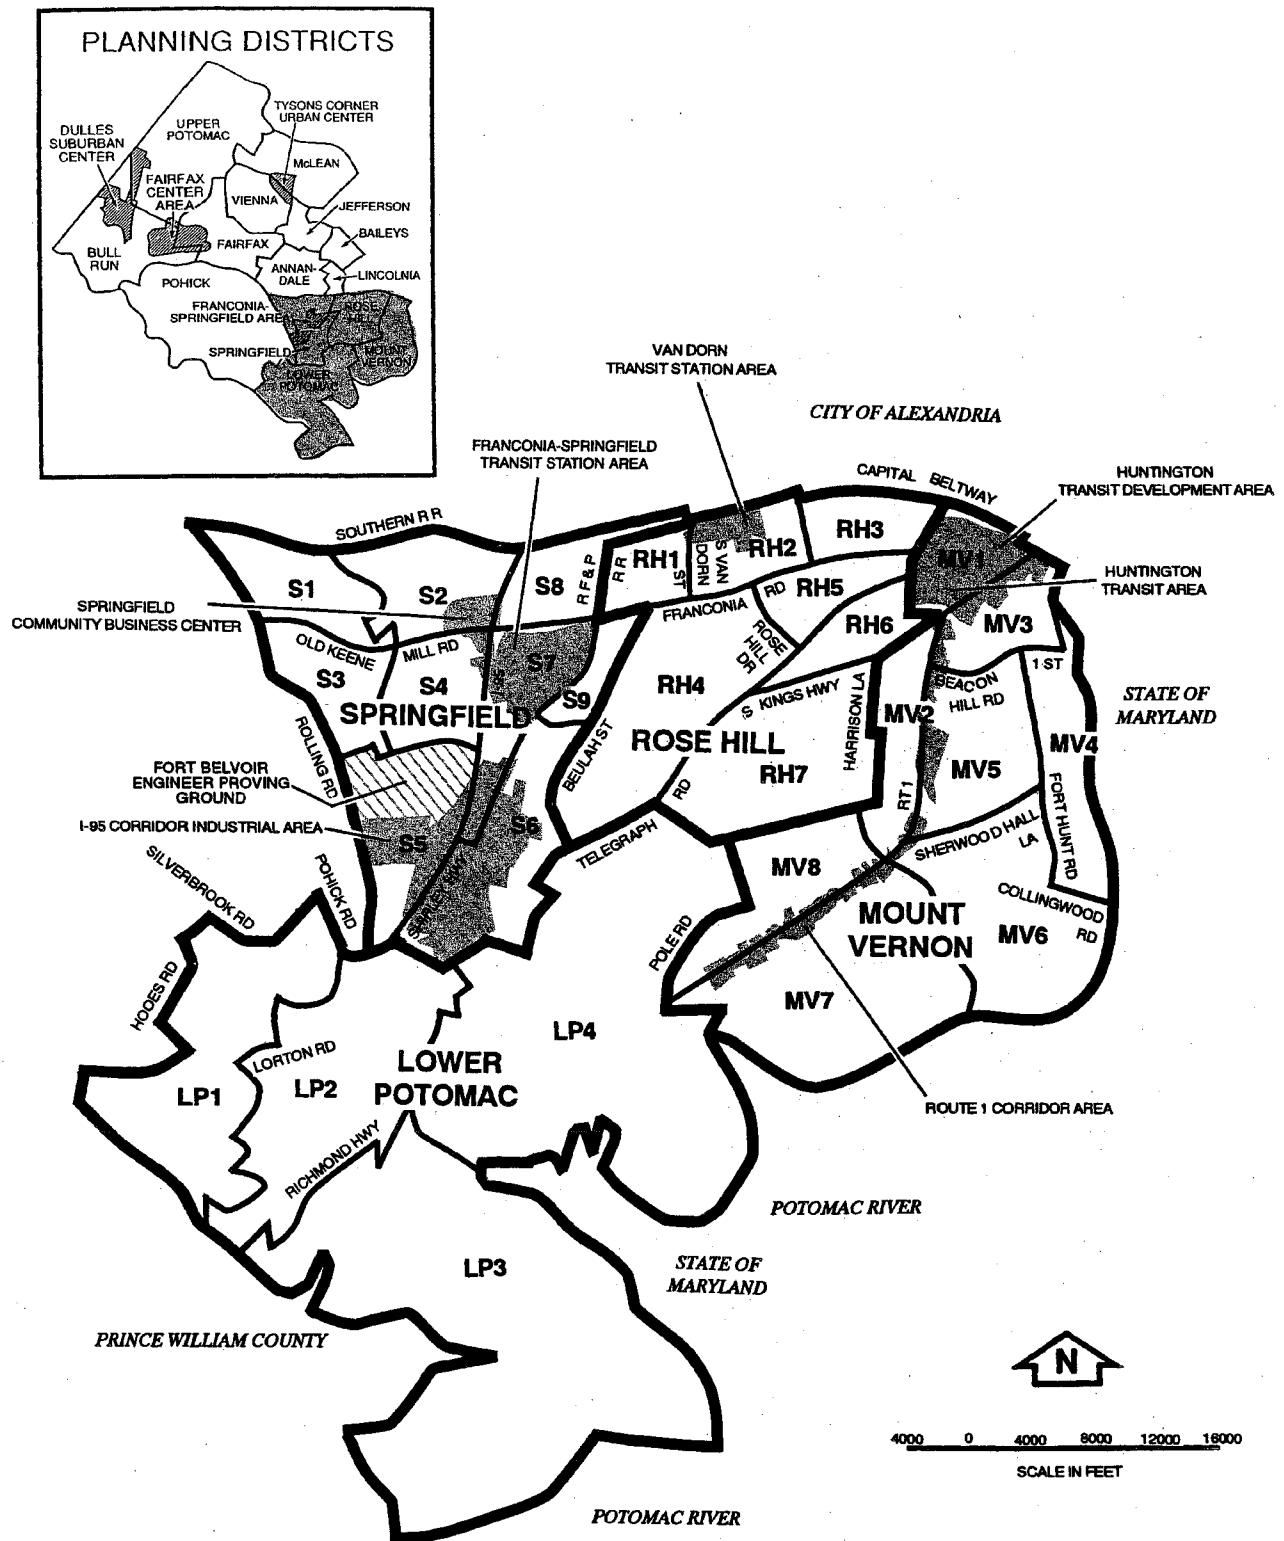 PLANNING DISTRICTS
TYSONS CORNER
URBAN CENTER
UPPER
POTOMAC
DULLES
SUBURBAN
CENTER
McLEAN
FAIRFAX
CENTER
AREA
VIENNA
JEFFERSON
BAILEYS
FAIRFAX
BULL
RUN
ANNAN-
DALE
LINCOLNIA
POHICK
FRANCONIA-
SPRINGFIELD AREA
ROSE
HILL
SPRINGFIELD
MOUNT
VERNON
LOWER
POTOMAC
VAN DORN
TRANSIT STATION AREA
CITY OF ALEXANDRIA
FRANCONIA-SPRINGFIELD
TRANSIT STATION AREA
CAPITAL BELTWAY
HUNTINGTON
TRANSIT DEVELOPMENT AREA
SOUTHERN R R
RH3
RH2
S VAN
DORN
ST
RH1
R R
R F & P
MV1
HUNTINGTON
TRANSIT AREA
S1
S2
S8
RH5
SPRINGFIELD
COMMUNITY BUSINESS CENTER
FRANCONIA
RD
RH6
MV3
OLD KEENE
MILL RD
ROSE
HILL
DR
1 ST
S3
S4
S7
S9
RH4
S KINGS HWY
HARRISON LA
BEACON
HILL RD
STATE OF
MARYLAND
SPRINGFIELD
MV2
ROSE HILL
MV4
ROLLING RD
BEULAH ST
RH7
MV5
FORT BELVOIR
ENGINEER PROVING
GROUND
RD
RT 1
FORT HUNT RD
I-95 CORRIDOR INDUSTRIAL AREA
S5
S6
TELEGRAPH
SHERWOOD HALL
LA
SILVERBROOK RD
POHICK RD
SHIRLEY HWY
MV8
COLLINGWOOD
RD
MOUNT
VERNON
MV6
POLE RD
HOOES RD
MV7
LP4
LORTON RD
LOWER
POTOMAC
LP1
LP2
ROUTE 1 CORRIDOR AREA
RICHMOND HWY
POTOMAC RIVER
LP3
STATE OF
MARYLAND
PRINCE WILLIAM COUNTY
N
4000 0 4000 8000 12000 16000
SCALE IN FEET
POTOMAC RIVER